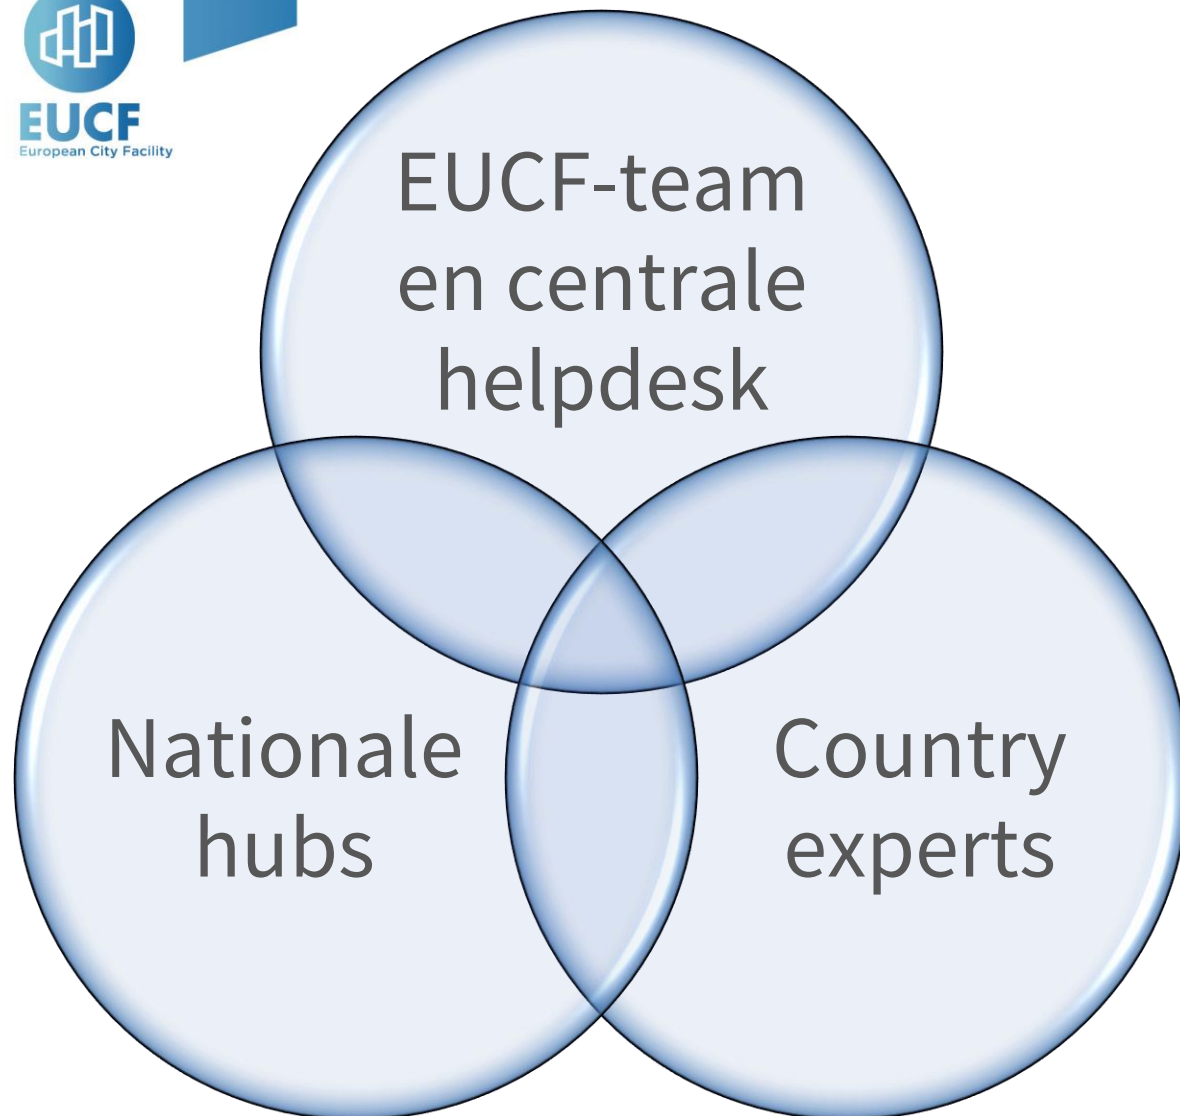 EUCF
European City Facility
EUCF-team
en centrale
helpdesk
Nationale
hubs
Country
experts